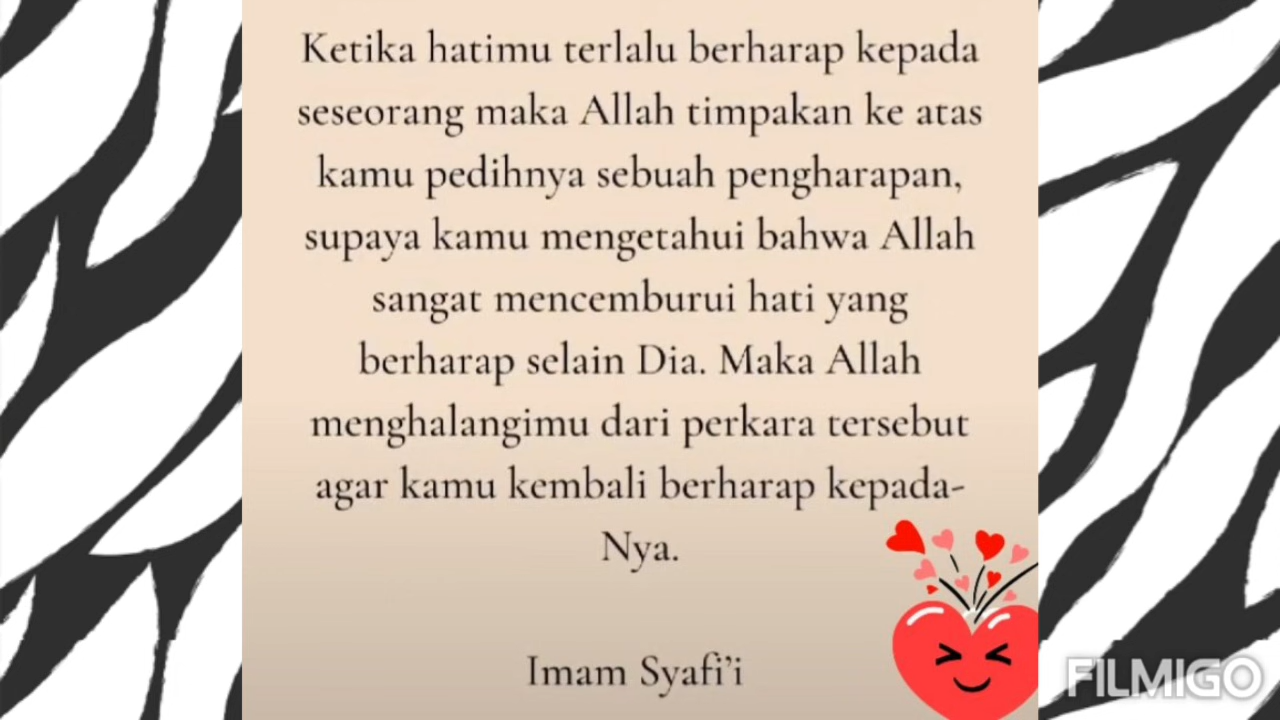 Ketika hatimu terlalu berharap kepada
seseorang maka Allah timpakan ke atas
kamu pedihnya sebuah pengharapan,
supaya kamu mengetahui bahwa Allah
sangat mencemburui hati yang
berharap selain Dia. Maka Allah
menghalangimu dari perkara tersebut
agar kamu kembali berharap kepada-
Nya.
Imam Syafi'i
FILMIGO